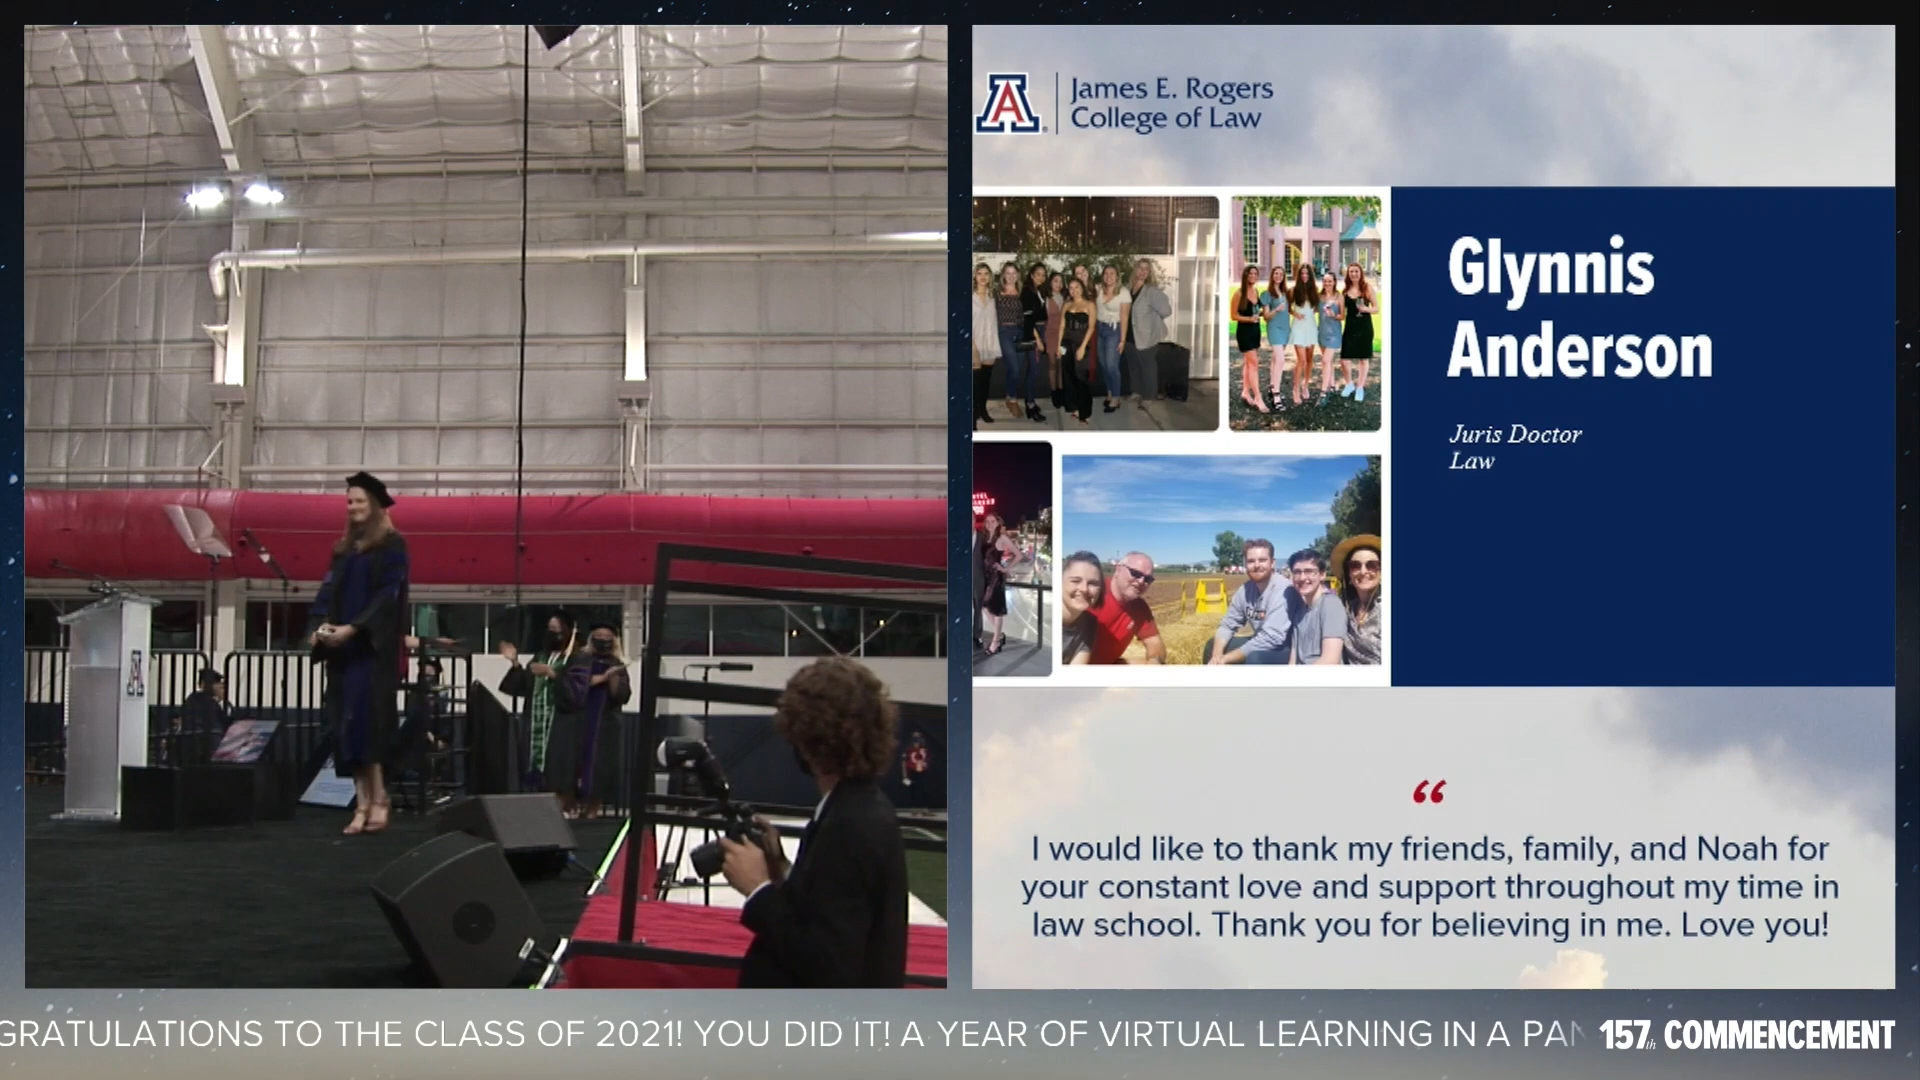 James E. Rogers
College of Law
Glynnis
Anderson
Juris Doctor
Law
“
I would like to thank my friends, family, and Noah for
your constant love and support throughout my time in
law school. Thank you for believing in me. Love you!
GRATULATIONS TO THE CLASS OF 2021! YOU DID IT! A YEAR OF VIRTUAL LEARNING IN A PAN
157th COMMENCEMENT